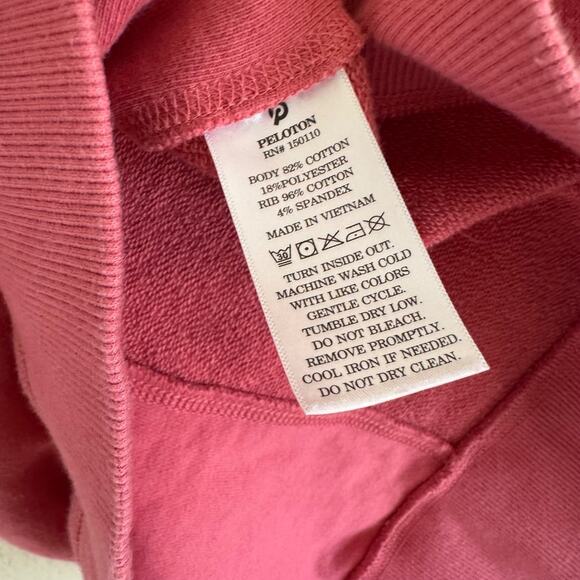 PELOTON
RN# 150110
BODY 82% COTTON
18%POLYESTER
RIB 96% COTTON
4% SPANDEX
MADE IN VIETNAM
30
TURN INSIDE OUT.
MACHINE WASH COLD
WITH LIKE COLORS
GENTLE CYCLE.
TUMBLE DRY LOW.
DO NOT BLEACH.
REMOVE PROMPTLY.
COOL IRON IF NEEDED.
DO NOT DRY CLEAN.